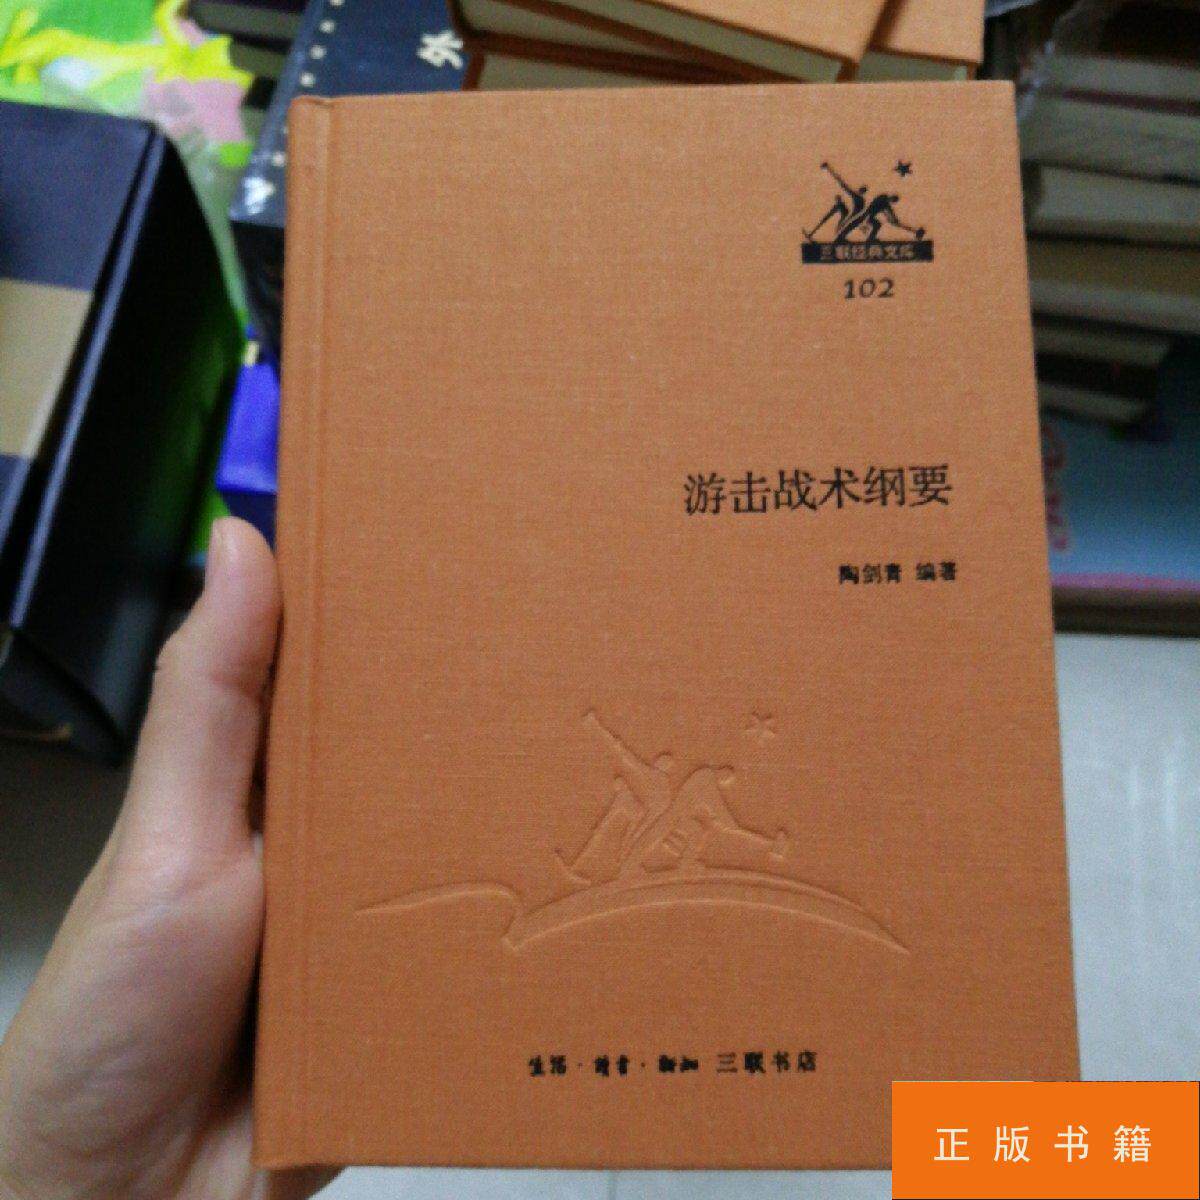 外
三联经典文库
102
游击战术纲要
陶剑青 编著
生活·读书·新知 三联书店
正版书籍